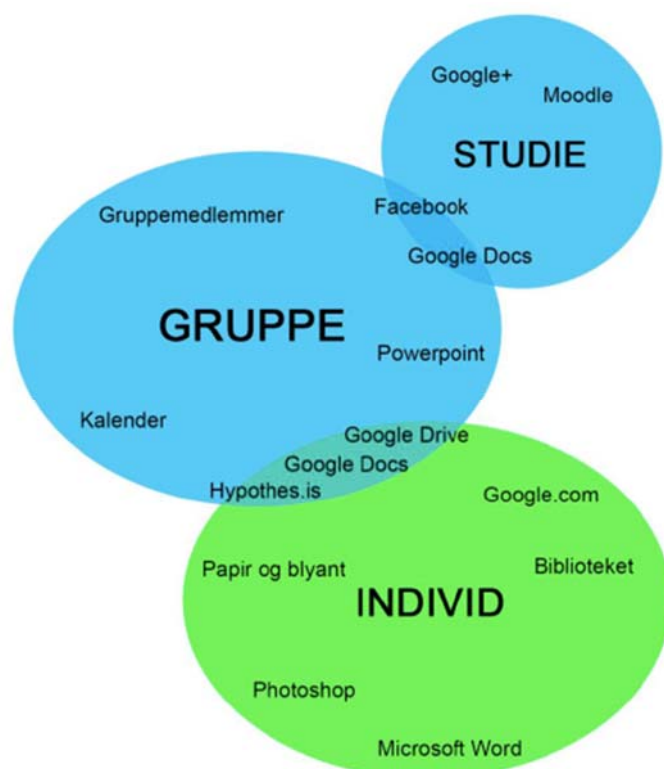 Google+
Moodle
STUDIE
Facebook
Gruppemedlemmer
Google Docs
GRUPPE
Powerpoint
Kalender
Google Drive
Google Docs
Hypothes.is
Google.com
Papir og blyant
Biblioteket
INDIVID
Photoshop
Microsoft Word